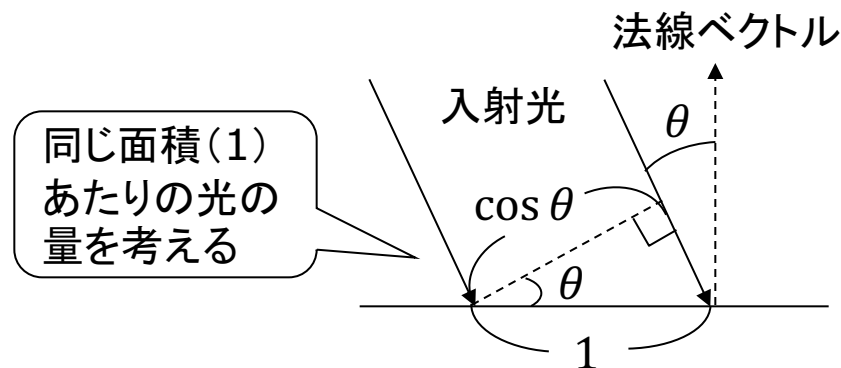 法線ベクトル
入射光
θ
同じ面積(1)
あたりの光の
量を考える
cos θ
θ
1